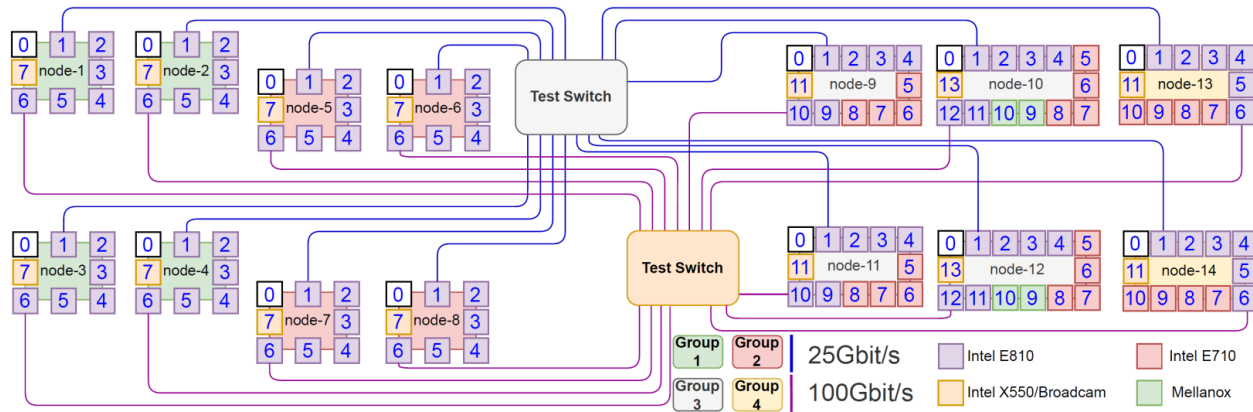 0 1 2
7 node-1 3
6 5 4
0 1 2
7 node-2 3
6 5 4
0 1 2
7 node-5 3
6 5 4
0 1 2
7 node-6 3
6 5 4
Test Switch
0 1 2 3 4
11 node-9 5
10 9 8 7 6
0 1 2 3 4 5
13 node-10 6
12 11 10 9 8 7
0 1 2 3 4
11 node-13 5
10 9 8 7 6
0 1 2
7 node-3 3
6 5 4
0 1 2
7 node-4 3
6 5 4
0 1 2
7 node-7 3
6 5 4
0 1 2
7 node-8 3
6 5 4
Test Switch
0 1 2 3 4
11 node-11 5
10 9 8 7 6
0 1 2 3 4 5
13 node-12 6
12 11 10 9 8 7
0 1 2 3 4
11 node-14 5
10 9 8 7 6
Group
1
Group
2
25Gbit/s
Intel E810
Intel E710
Group
3
Group
4
100Gbit/s
Intel X550/Broadcam
Mellanox